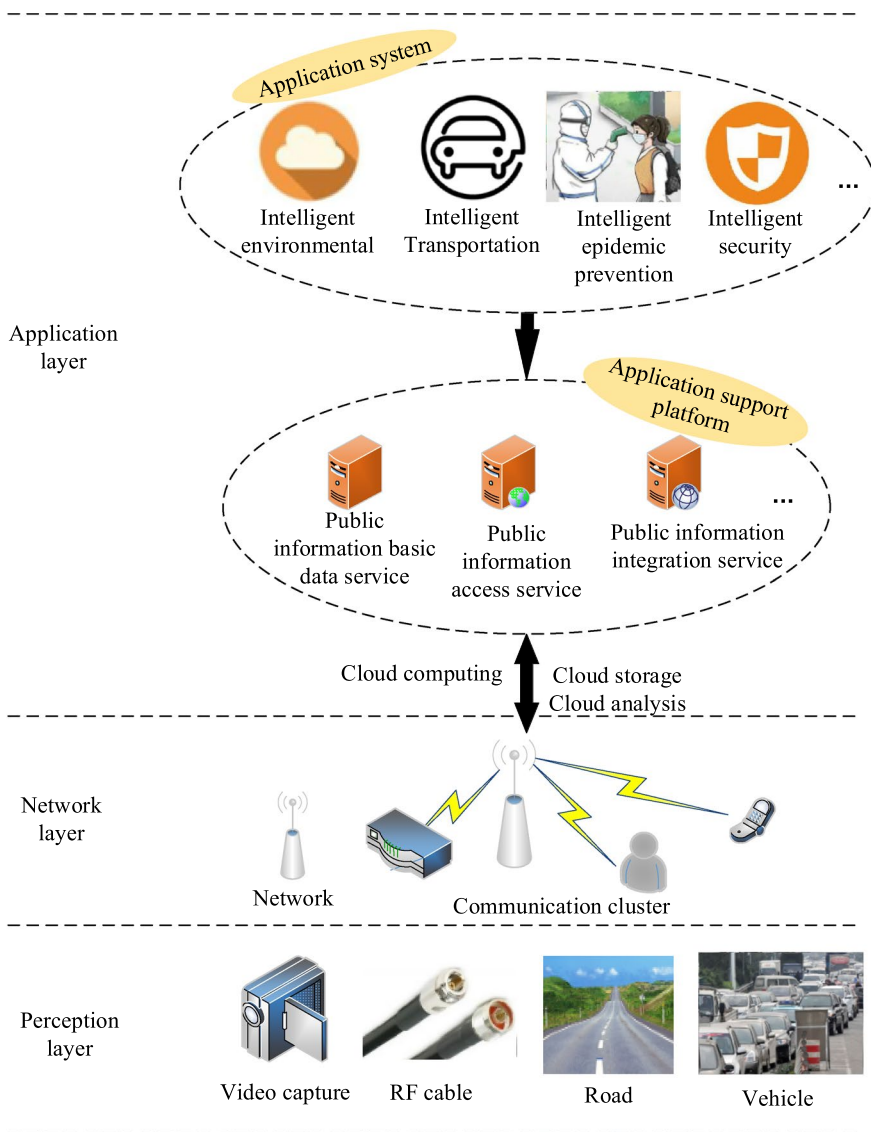 Application system
Intelligent
environmental
Intelligent
Transportation
Intelligent
epidemic
prevention
Intelligent
security
...
Application
layer
Application support
platform
Public
information basic
data service
Public
information
access service
Public information
integration service
...
Cloud computing
Cloud storage
Cloud analysis
Network
layer
Network
Communication cluster
Perception
layer
Video capture
RF cable
Road
Vehicle